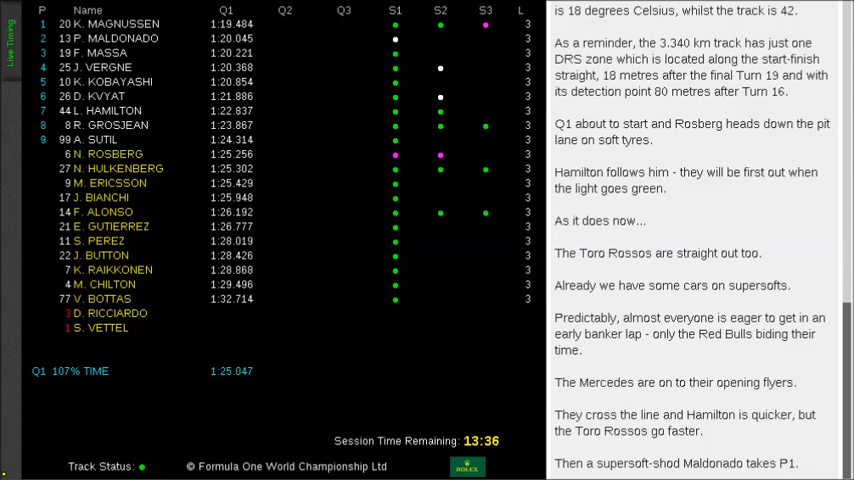 Live Timing
P Name Q1 Q2 Q3 S1 S2 S3 L
1 20 K. MAGNUSSEN 1:19.484 3
2 13 P. MALDONADO 1:20.045 3
3 19 F. MASSA 1:20.221 3
4 25 J. VERGNE 1:20.368 3
5 10 K. KOBAYASHI 1:20.854 3
6 26 D. KVYAT 1:21.886 3
7 44 L. HAMILTON 1:22.837 3
8 8 R. GROSJEAN 1:23.867 3
9 99 A. SUTIL 1:24.314 3
6 N. ROSBERG 1:25.256 3
27 N. HULKENBERG 1:25.302 3
9 M. ERICSSON 1:25.429 3
17 J. BIANCHI 1:25.948 3
14 F. ALONSO 1:26.192 3
21 E. GUTIERREZ 1:26.777 3
11 S. PEREZ 1:28.019 3
22 J. BUTTON 1:28.426 3
7 K. RAIKKONEN 1:28.868 3
4 M. CHILTON 1:29.496 3
77 V. BOTTAS 1:32.714 3
3 D. RICCIARDO
1 S. VETTEL
Q1 107% TIME 1:25.047
Session Time Remaining: 13:36
Track Status: © Formula One World Championship Ltd
ROLEX
is 18 degrees Celsius, whilst the track is 42.
As a reminder, the 3.340 km track has just one
DRS zone which is located along the start-finish
straight, 18 metres after the final Turn 19 and with
its detection point 80 metres after Turn 16.
Q1 about to start and Rosberg heads down the pit
lane on soft tyres.
Hamilton follows him - they will be first out when
the light goes green.
As it does now...
The Toro Rossos are straight out too.
Already we have some cars on supersofts.
Predictably, almost everyone is eager to get in an
early banker lap - only the Red Bulls biding their
time.
The Mercedes are on to their opening flyers.
They cross the line and Hamilton is quicker, but
the Toro Rossos go faster.
Then a supersoft-shod Maldonado takes P1.